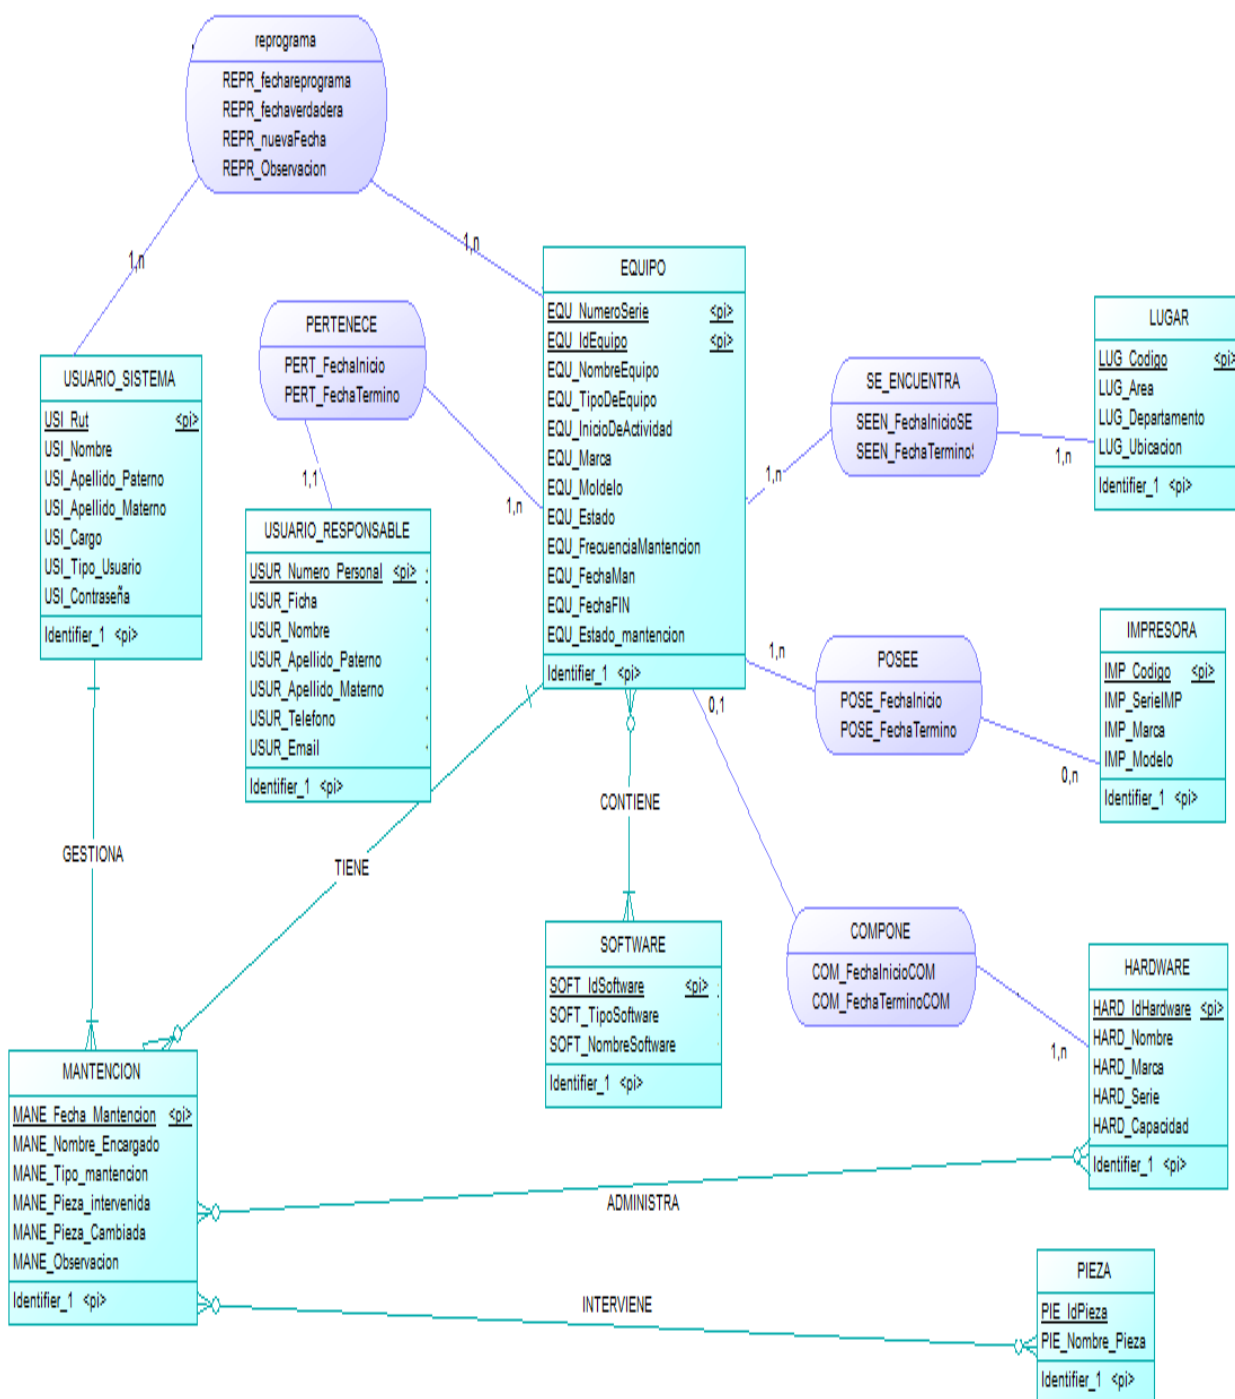 reprograma
REPR_fechareprograma
REPR_fechaverdadera
REPR_nuevaFecha
REPR_Observacion
1,n
1,n
EQUIPO
EQU_NumeroSerie <pi>
EQU_IdEquipo <pi>
EQU_NombreEquipo
EQU_TipoDeEquipo
EQU_InicioDeActividad
EQU_Marca
EQU_Moldelo
EQU_Estado
EQU_FrecuenciaMantencion
EQU_FechaMan
EQU_FechaFIN
EQU_Estado_mantencion
Identifier_1 <pi>
PERTENECE
PERT_FechaInicio
PERT_FechaTermino
1,1
1,n
USUARIO_SISTEMA
USI_Rut <pi>
USI_Nombre
USI_Apellido_Paterno
USI_Apellido_Materno
USI_Cargo
USI_Tipo_Usuario
USI_Contraseña
Identifier_1 <pi>
USUARIO_RESPONSABLE
USUR_Numero_Personal <pi>
USUR_Ficha
USUR_Nombre
USUR_Apellido_Paterno
USUR_Apellido_Materno
USUR_Telefono
USUR_Email
Identifier_1 <pi>
SE_ENCUENTRA
SEEN_FechaInicioSE
SEEN_FechaTerminoS
1,n
1,n
LUGAR
LUG_Codigo <pi>
LUG_Area
LUG_Departamento
LUG_Ubicacion
Identifier_1 <pi>
POSEE
POSE_FechaInicio
POSE_FechaTermino
1,n
0,n
IMPRESORA
IMP_Codigo <pi>
IMP_SerieIMP
IMP_Marca
IMP_Modelo
Identifier_1 <pi>
0,1
CONTIENE
GESTIONA
TIENE
SOFTWARE
SOFT_IdSoftware <pi>
SOFT_TipoSoftware
SOFT_NombreSoftware
Identifier_1 <pi>
COMPONE
COM_FechaInicioCOM
COM_FechaTerminoCOM
1,n
HARDWARE
HARD_IdHardware <pi>
HARD_Nombre
HARD_Marca
HARD_Serie
HARD_Capacidad
Identifier_1 <pi>
MANTENCION
MANE_Fecha_Mantencion <pi>
MANE_Nombre_Encargado
MANE_Tipo_mantencion
MANE_Pieza_intervenida
MANE_Pieza_Cambiada
MANE_Observacion
Identifier_1 <pi>
ADMINISTRA
INTERVIENE
PIEZA
PIE_IdPieza
PIE_Nombre_Pieza
Identifier_1 <pi>